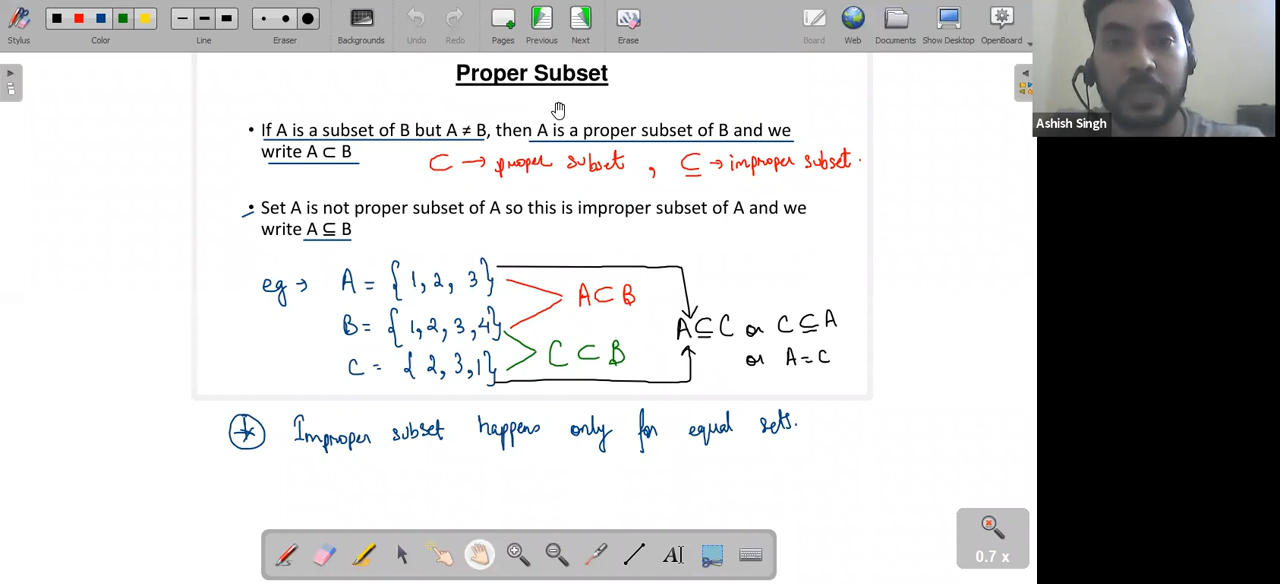 Stylus
Color
Line
Eraser
Backgrounds
Undo
Redo
Pages
Previous
Next
Erase
Board
Web
Documents
Show Desktop
OpenBoard
Ashish Singh
Proper Subset
• If A is a subset of B but A ≠ B, then A is a proper subset of B and we
write A ⊂ B
⊂ → proper subset , ⊆ → improper subset.
• Set A is not proper subset of A so this is improper subset of A and we
write A ⊆ B
eg → A = { 1, 2, 3}
B = { 1, 2, 3, 4}
C = { 2, 3, 1}
A ⊂ B
C ⊂ B
A ⊆ C or C ⊆ A
or A = C
* Improper subset happens only for equal sets.
AI
0.7 x